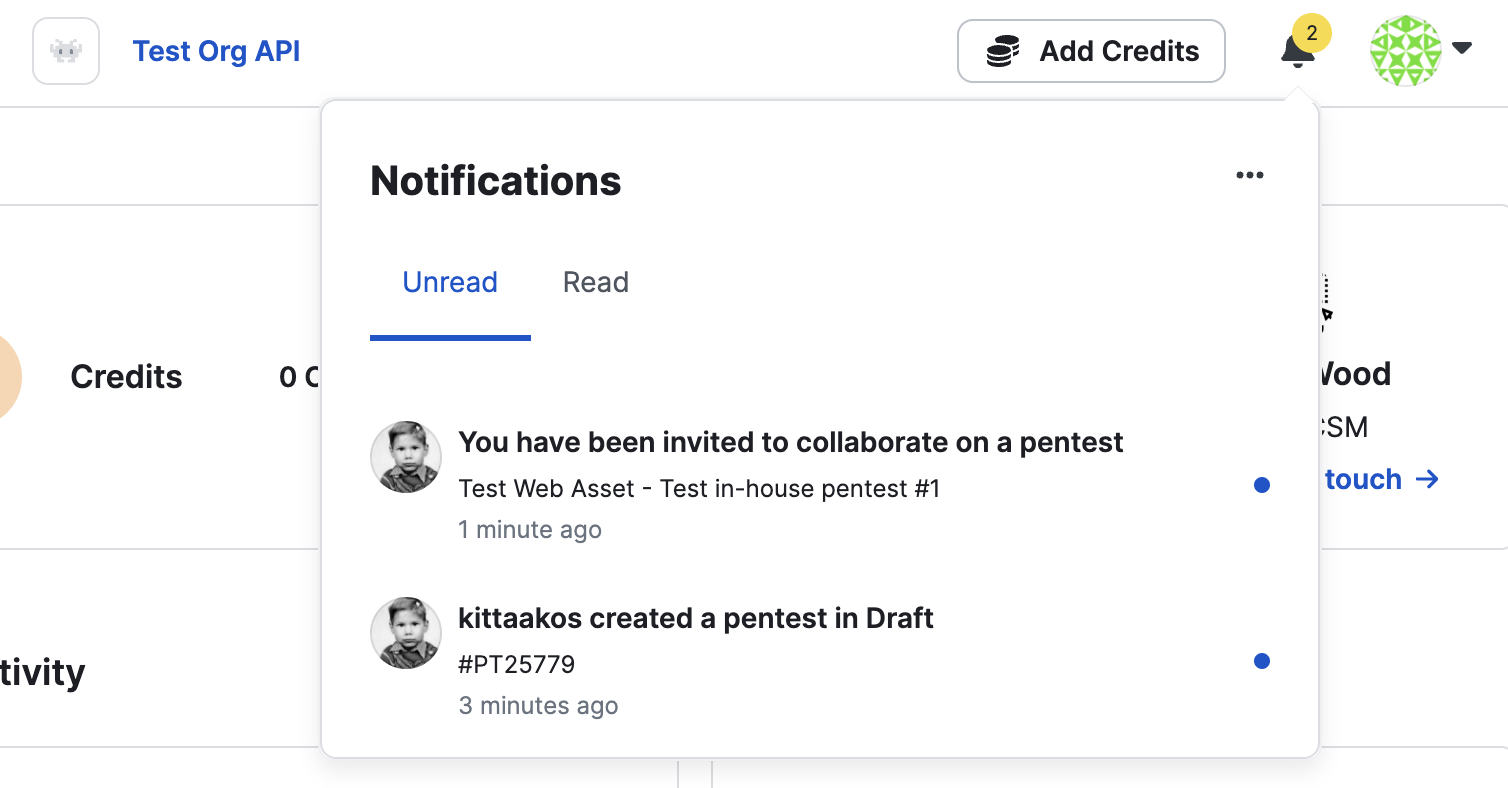 Test Org API
Add Credits
2
Notifications
Unread
Read
Credits
0
You have been invited to collaborate on a pentest
Test Web Asset - Test in-house pentest #1
1 minute ago
kittaakos created a pentest in Draft
#PT25779
3 minutes ago
Wood
CSM
touch →
tivity